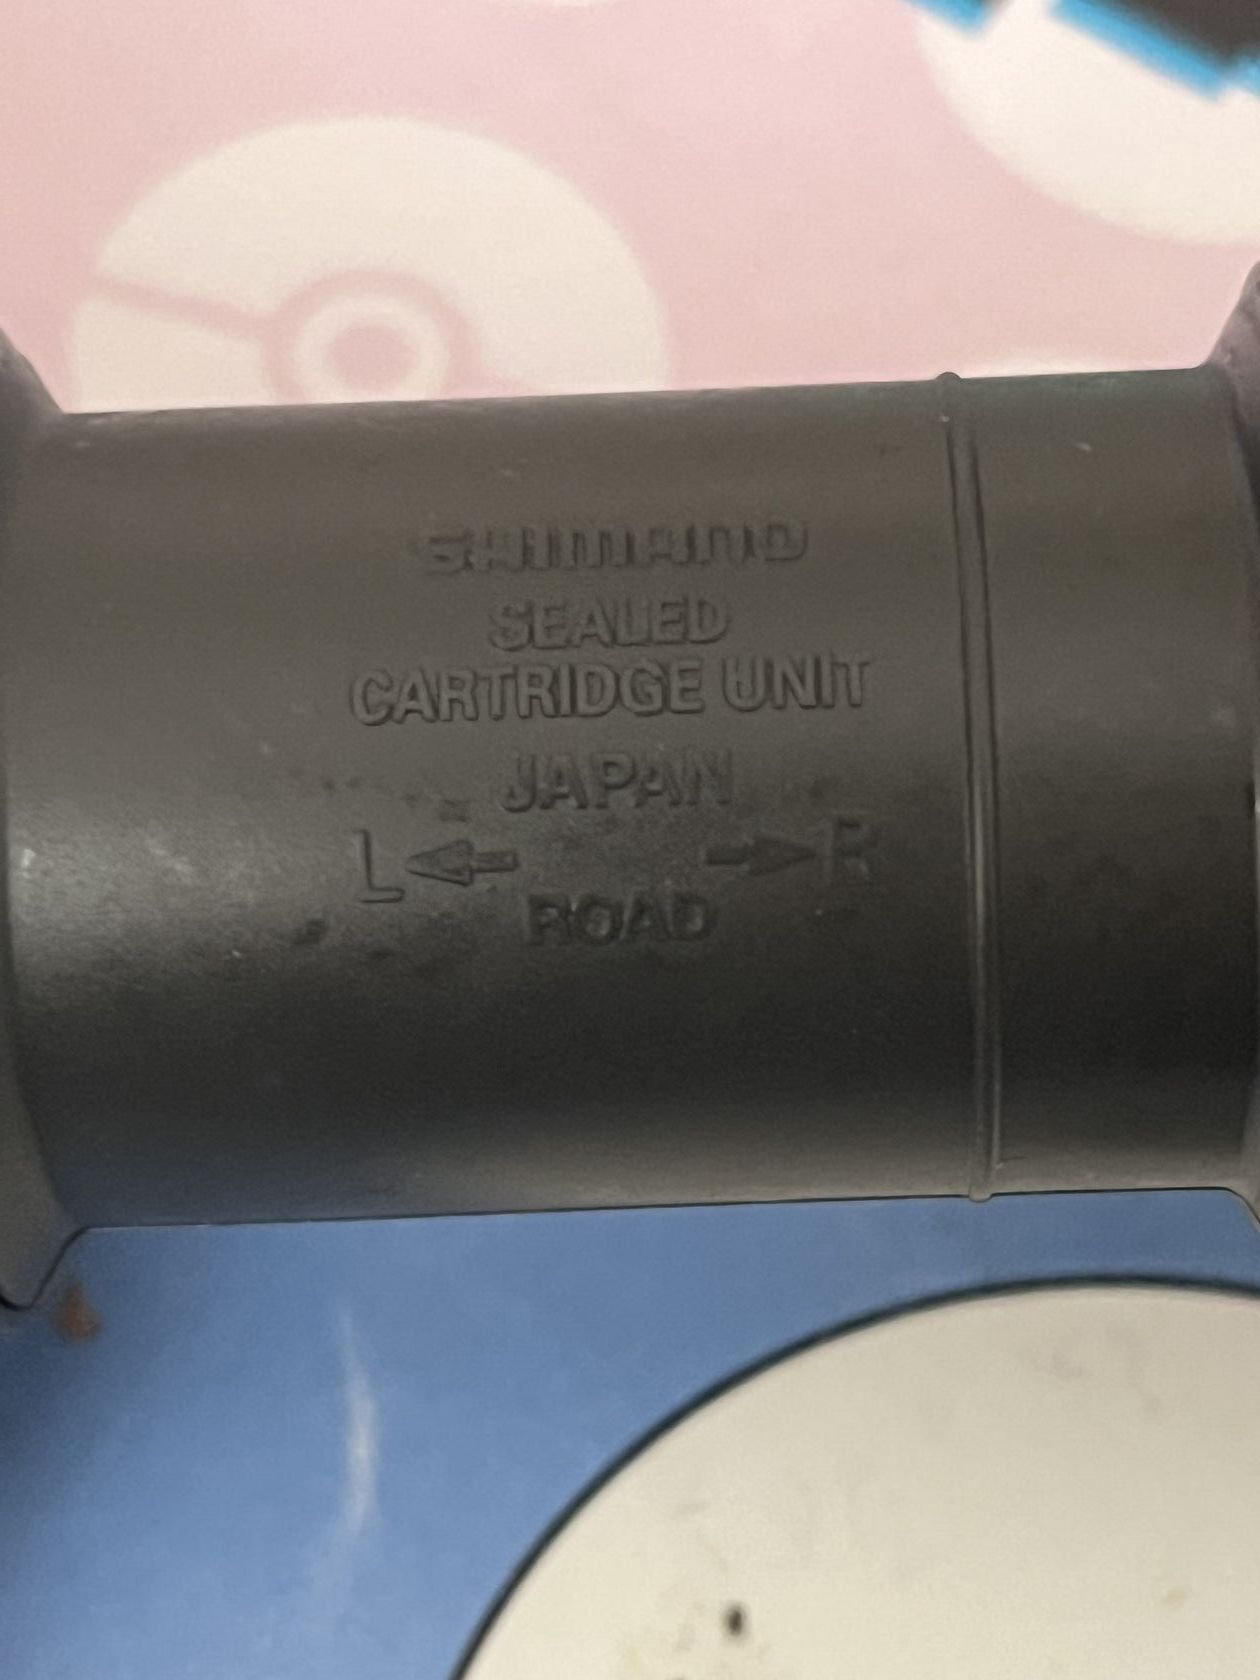 SHIMANO
SEALED
CARTRIDGE UNIT
JAPAN
L R
ROAD